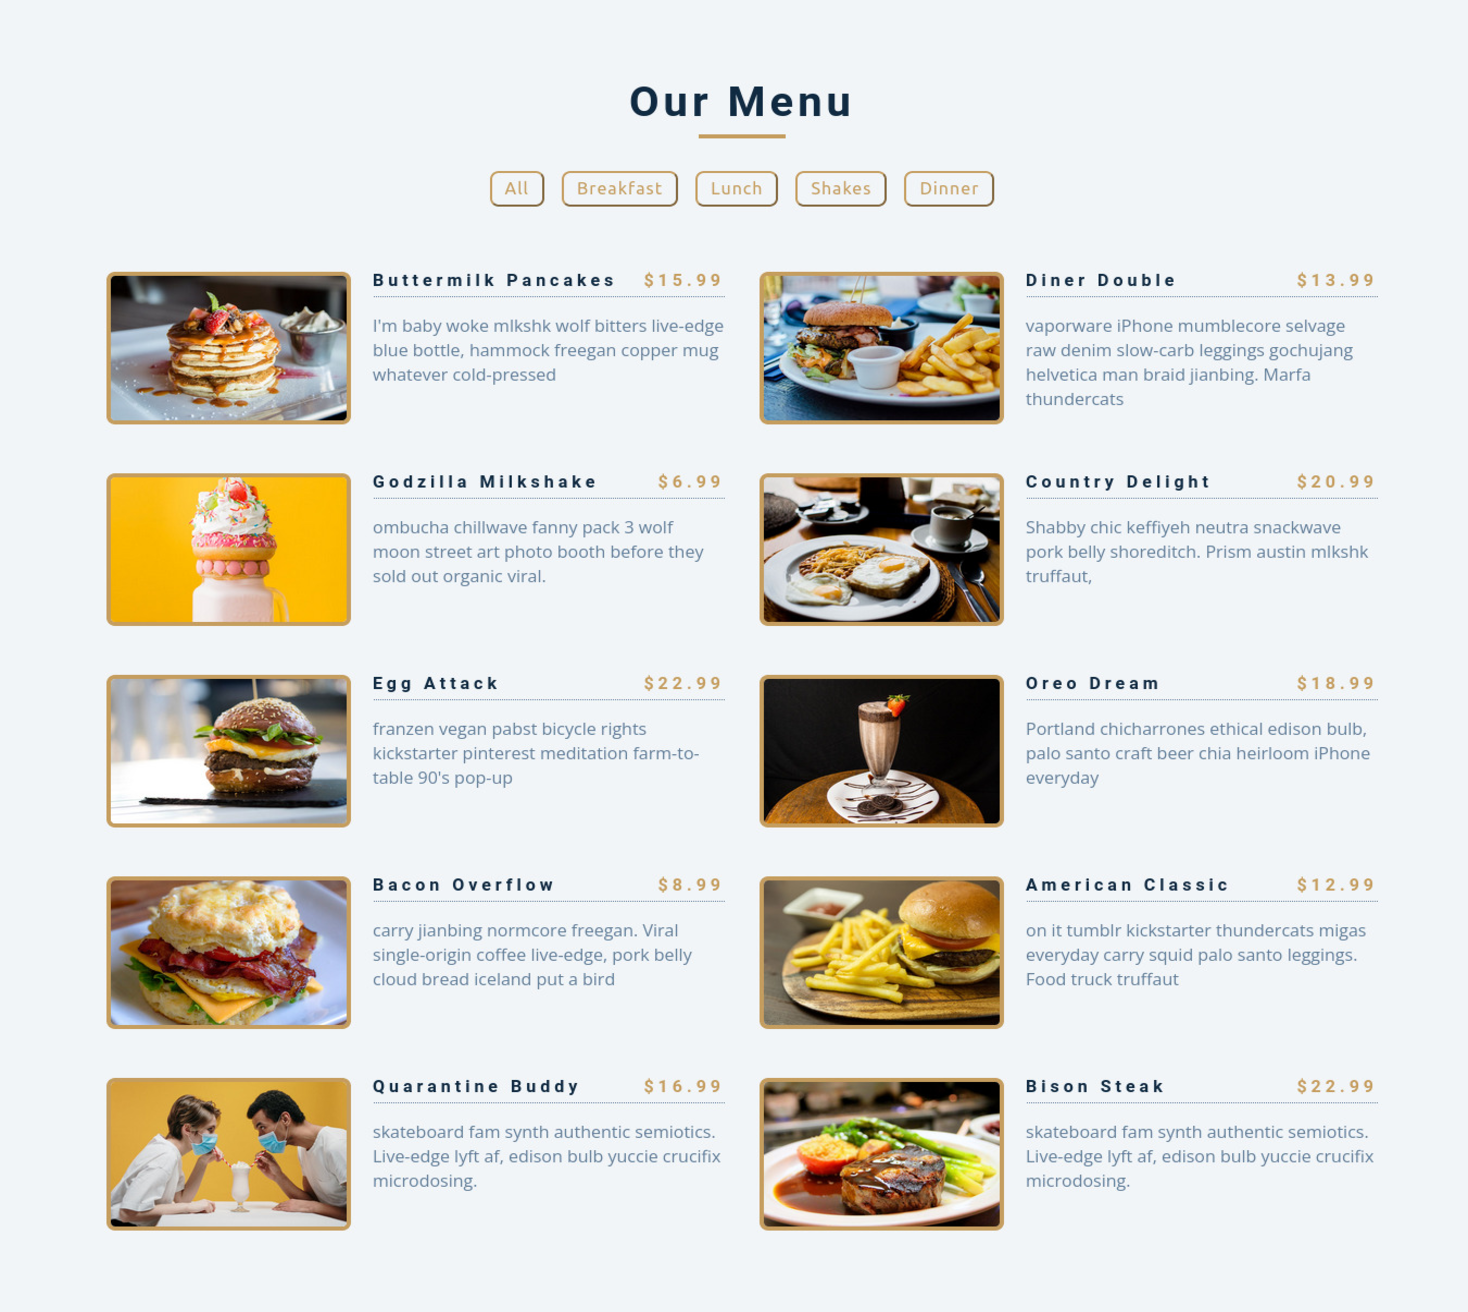 Our Menu
All Breakfast Lunch Shakes Dinner
Buttermilk Pancakes $15.99
I'm baby woke mlkshk wolf bitters live-edge
blue bottle, hammock freegan copper mug
whatever cold-pressed
Diner Double $13.99
vaporware iPhone mumblecore selvage
raw denim slow-carb leggings gochujang
helvetica man braid jianbing. Marfa
thundercats
Godzilla Milkshake $6.99
ombucha chillwave fanny pack 3 wolf
moon street art photo booth before they
sold out organic viral.
Country Delight $20.99
Shabby chic keffiyeh neutra snackwave
pork belly shoreditch. Prism austin mlkshk
truffaut,
Egg Attack $22.99
franzen vegan pabst bicycle rights
kickstarter pinterest meditation farm-to-
table 90's pop-up
Oreo Dream $18.99
Portland chicharrones ethical edison bulb,
palo santo craft beer chia heirloom iPhone
everyday
Bacon Overflow $8.99
carry jianbing normcore freegan. Viral
single-origin coffee live-edge, pork belly
cloud bread iceland put a bird
American Classic $12.99
on it tumblr kickstarter thundercats migas
everyday carry squid palo santo leggings.
Food truck truffaut
Quarantine Buddy $16.99
skateboard fam synth authentic semiotics.
Live-edge lyft af, edison bulb yuccie crucifix
microdosing.
Bison Steak $22.99
skateboard fam synth authentic semiotics.
Live-edge lyft af, edison bulb yuccie crucifix
microdosing.